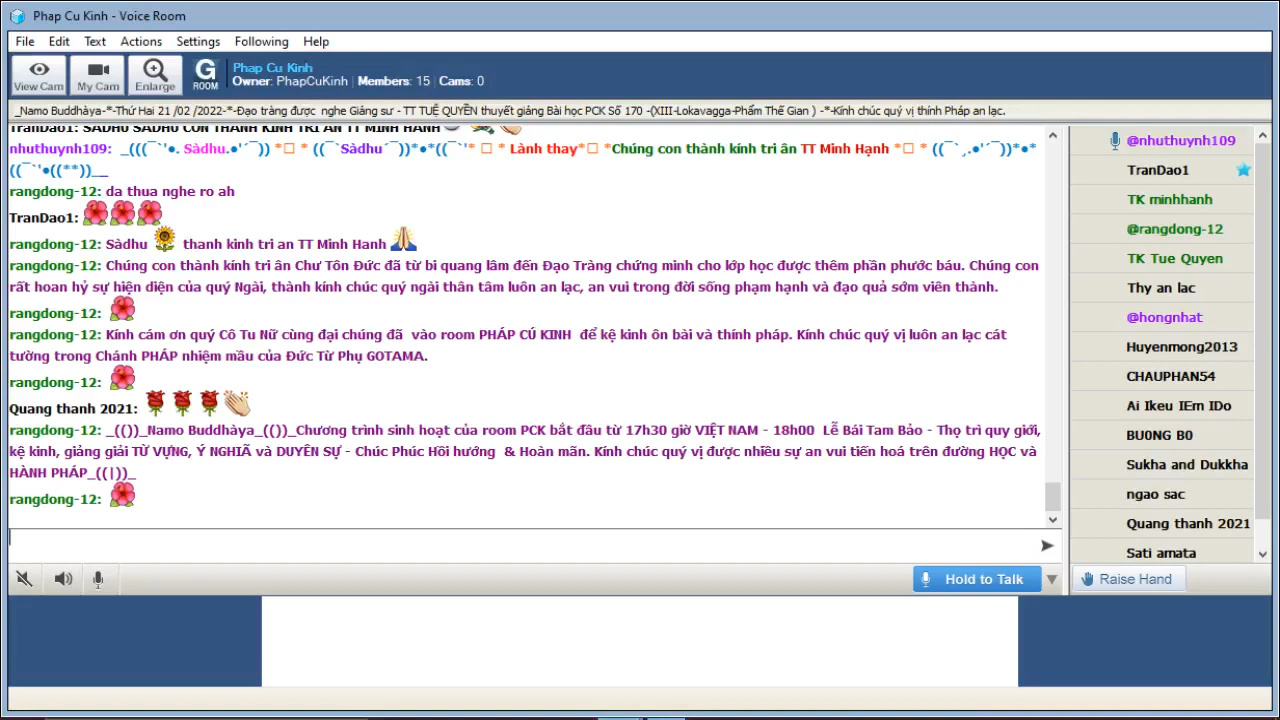 Phap Cu Kinh - Voice Room
File Edit Text Actions Settings Following Help
View Cam My Cam Enlarge G ROOM
Phap Cu Kinh
Owner: PhapCuKinh Members: 15 Cams: 0
_Namo Buddhàya-*-Thứ Hai 21 /02 /2022-*-Đạo tràng được nghe Giảng sư - TT TUỆ QUYỀN thuyết giảng Bài học PCK Số 170 -(XIII-Lokavagga-Phẩm Thế Gian ) -*-Kính chúc quý vị thính Pháp an lạc.
TranDao1: SADHU SADHU CON THANH KINH TRI AN TT MINH HANH
nhuthuynh109: _(((¯`'•. Sàdhu.•'´¯)) *□ * ((¯`Sàdhu´¯))*•*((¯`'* □ * Lành thay*□ *Chúng con thành kính tri ân TT Minh Hạnh *□ * ((¯`¸.•'´¯))*•*
((¯`'•((**))__
rangdong-12: da thua nghe ro ah
TranDao1:
rangdong-12: Sàdhu thanh kinh tri an TT Minh Hanh
rangdong-12: Chúng con thành kính tri ân Chư Tôn Đức đã từ bi quang lâm đến Đạo Tràng chứng minh cho lớp học được thêm phần phước báu. Chúng con
rất hoan hỷ sự hiện diện của quý Ngài, thành kính chúc quý ngài thân tâm luôn an lạc, an vui trong đời sống phạm hạnh và đạo quả sớm viên thành.
rangdong-12:
rangdong-12: Kính cám ơn quý Cô Tu Nữ cùng đại chúng đã vào room PHÁP CÚ KINH để kệ kinh ôn bài và thính pháp. Kính chúc quý vị luôn an lạc cát
tường trong Chánh PHÁP nhiệm mầu của Đức Từ Phụ GOTAMA.
rangdong-12:
Quang thanh 2021:
rangdong-12: _(())_Namo Buddhàya_(())_Chương trình sinh hoạt của room PCK bắt đầu từ 17h30 giờ VIỆT NAM - 18h00 Lễ Bái Tam Bảo - Thọ trì quy giới,
kệ kinh, giảng giải TỪ VỰNG, Ý NGHIÃ và DUYÊN SỰ - Chúc Phúc Hồi hướng & Hoàn mãn. Kính chúc quý vị được nhiều sự an vui tiến hoá trên đường HỌC và
HÀNH PHÁP_((|))_
rangdong-12:
@nhuthuynh109
TranDao1
TK minhhanh
@rangdong-12
TK Tue Quyen
Thy an lac
@hongnhat
Huyenmong2013
CHAUPHAN54
Ai Ikeu IEm IDo
BU0NG B0
Sukha and Dukkha
ngao sac
Quang thanh 2021
Sati amata
Hold to Talk
Raise Hand